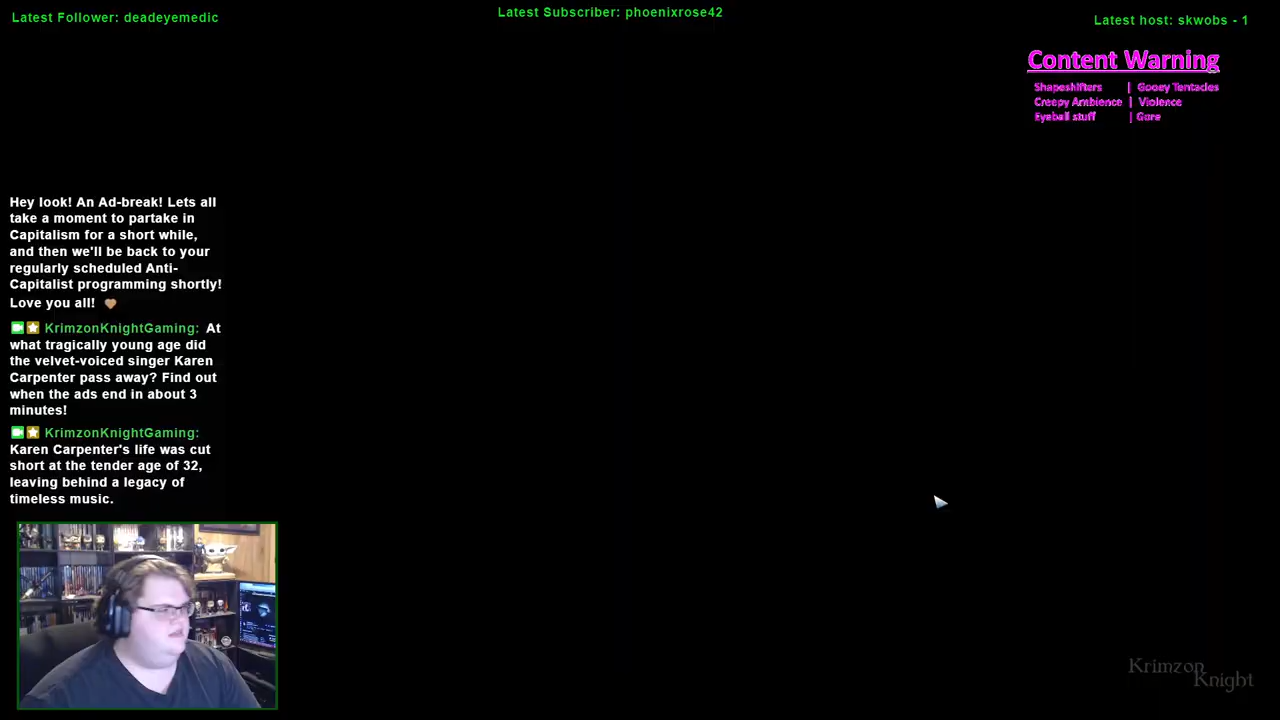 Latest Follower: deadeyemedic
Latest Subscriber: phoenixrose42
Latest host: skwobs - 1
Content Warning
Shapeshifters | Gooey Tentacles
Creepy Ambience | Violence
Eyeball stuff | Gore
Hey look! An Ad-break! Lets all
take a moment to partake in
Capitalism for a short while,
and then we'll be back to your
regularly scheduled Anti-
Capitalist programming shortly!
Love you all!
KrimzonKnightGaming: At
what tragically young age did
the velvet-voiced singer Karen
Carpenter pass away? Find out
when the ads end in about 3
minutes!
KrimzonKnightGaming:
Karen Carpenter's life was cut
short at the tender age of 32,
leaving behind a legacy of
timeless music.
Krimzon
Knight